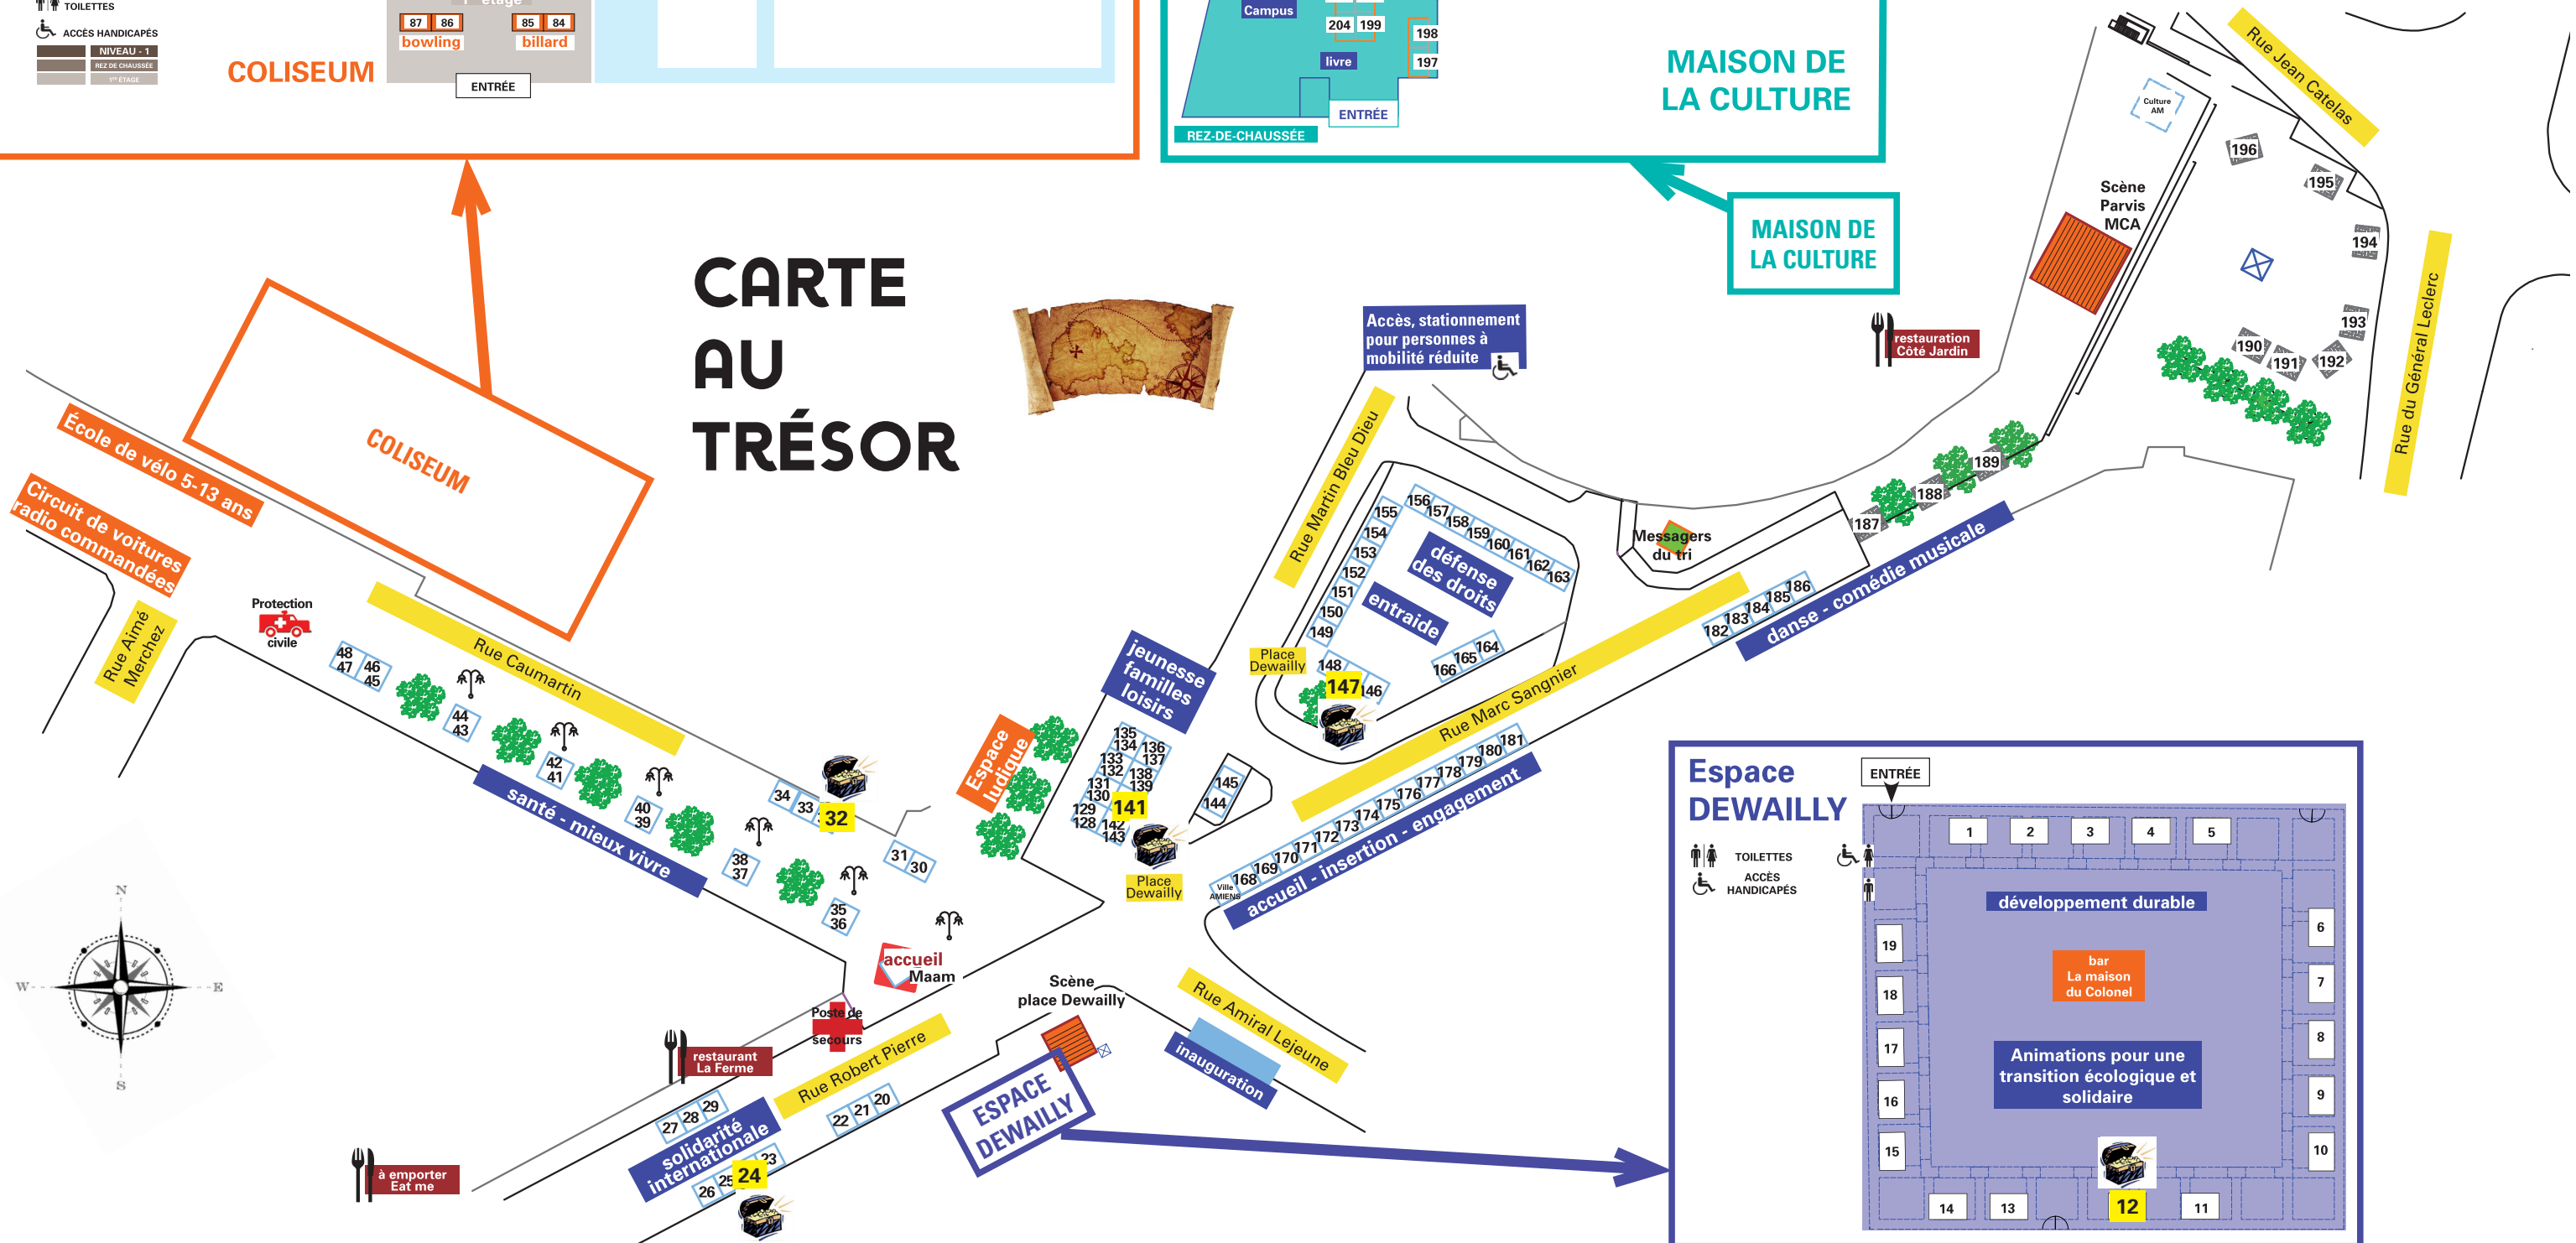 TOILETTES
ACCÈS HANDICAPÉS
NIVEAU - 1
REZ DE CHAUSSÉE
1er ÉTAGE
COLISEUM
87 86
bowling
85 84
billard
ENTRÉE
Campus
204 199
198
197
livre
ENTRÉE
REZ-DE-CHAUSSÉE
MAISON DE
LA CULTURE
MAISON DE
LA CULTURE
CARTE
AU
TRÉSOR
Culture
AM
Rue Jean Catelas
196
195
194
193
192
191
190
Scène
Parvis
MCA
Rue du Général Leclerc
restauration
Côté Jardin
Accès, stationnement
pour personnes à
mobilité réduite
COLISEUM
École de vélo 5-13 ans
Circuit de voitures
radio commandées
Rue Aimé
Merchez
Protection
civile
Rue Caumartin
48
47
46
45
44
43
42
41
40
39
38
37
35
36
34
33
32
31
30
santé - mieux vivre
Espace
ludique
jeunesse
familles
loisirs
135
134
136
137
133
132
138
139
131
130
141
129
128
142
143
145
144
Place
Dewailly
Rue Martin Bleu Dieu
155
154
153
152
151
150
149
156
157
158
159
160
161
162
163
défense
des droits
entraide
164
165
166
Place
Dewailly
148
147
146
Messagers
du tri
189
188
187
186
185
184
183
182
danse - comédie musicale
Rue Marc Sangnier
181
180
179
178
177
176
175
174
173
172
171
170
169
168
Ville
AMIENS
accueil - insertion - engagement
accueil
Maam
Poste de
secours
Scène
place Dewailly
Rue Amiral Lejeune
inauguration
restaurant
La Ferme
Rue Robert Pierre
29
28
27
22
21
20
solidarité
internationale
26
25
24
23
à emporter
Eat me
ESPACE
DEWAILLY
N
W
E
S
Espace
DEWAILLY
ENTRÉE
TOILETTES
ACCÈS
HANDICAPÉS
1 2 3 4 5
développement durable
6
7
8
9
10
19
18
17
16
15
bar
La maison
du Colonel
Animations pour une
transition écologique et
solidaire
14 13 12 11